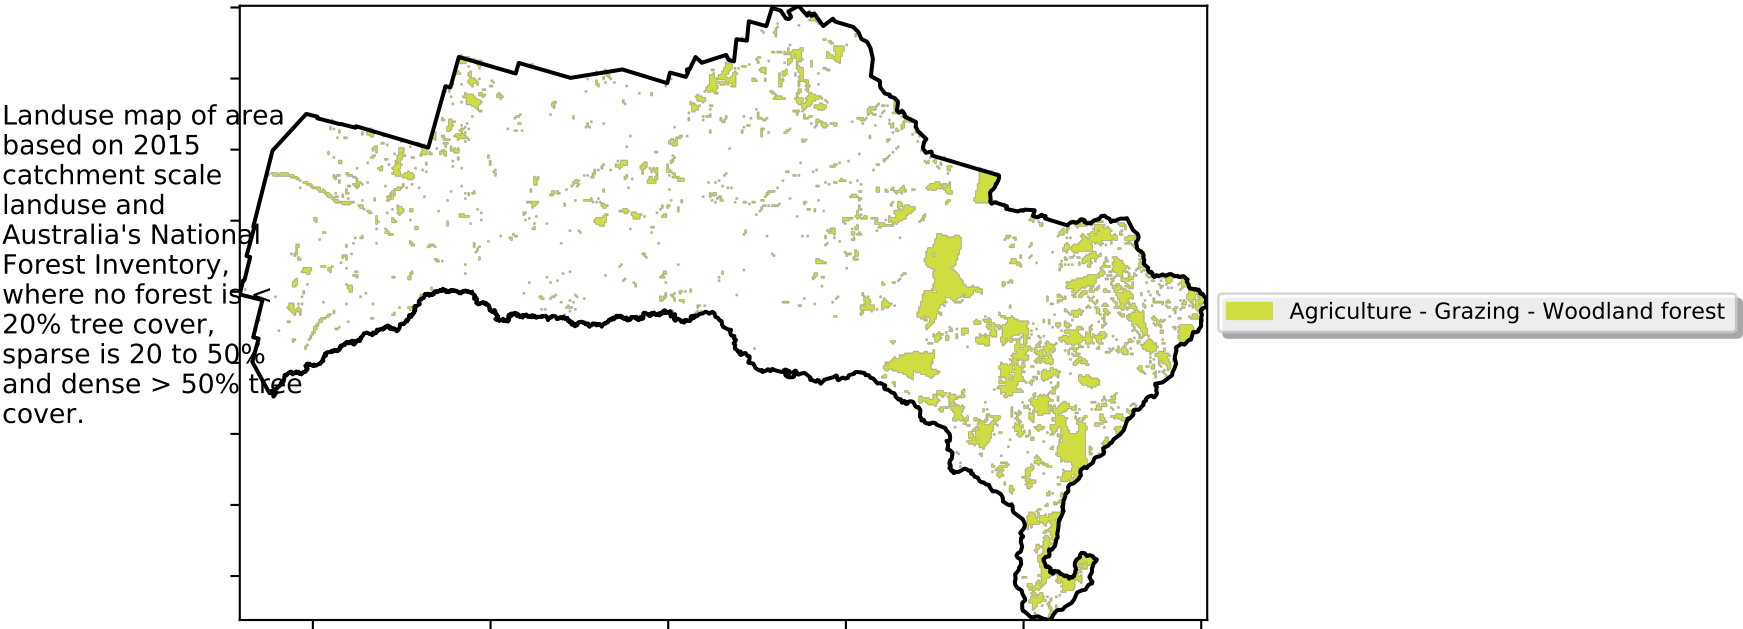 Landuse map of area
based on 2015
catchment scale
landuse and
Australia's National
Forest Inventory,
where no forest is <
20% tree cover,
sparse is 20 to 50%
and dense > 50% tree
cover.
Agriculture - Grazing - Woodland forest